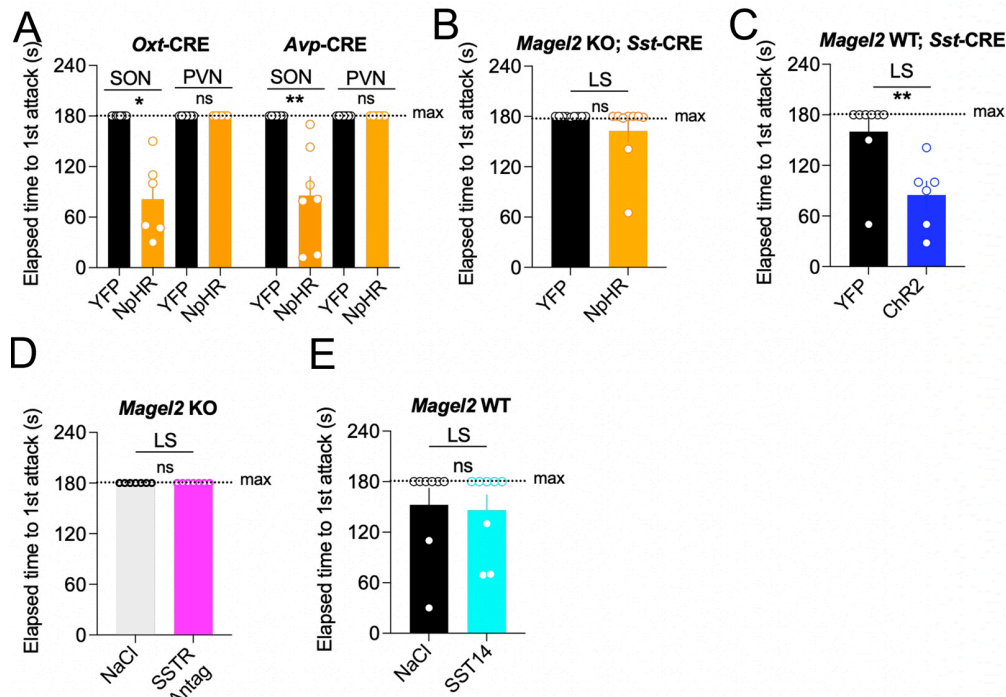 A
Oxt-CRE
Avp-CRE
SON
PVN
SON
PVN
*
ns
**
ns
max
Elapsed time to 1st attack (s)
240
180
120
60
0
YFP
NpHR
YFP
NpHR
YFP
NpHR
YFP
NpHR
B
Magel2 KO; Sst-CRE
LS
ns
max
Elapsed time to 1st attack (s)
240
180
120
60
0
YFP
NpHR
C
Magel2 WT; Sst-CRE
LS
**
max
Elapsed time to 1st attack (s)
240
180
120
60
0
YFP
ChR2
D
Magel2 KO
LS
ns
max
Elapsed time to 1st attack (s)
240
180
120
60
0
NaCl
SSTR
Antag
E
Magel2 WT
LS
ns
max
Elapsed time to 1st attack (s)
240
180
120
60
0
NaCl
SST14